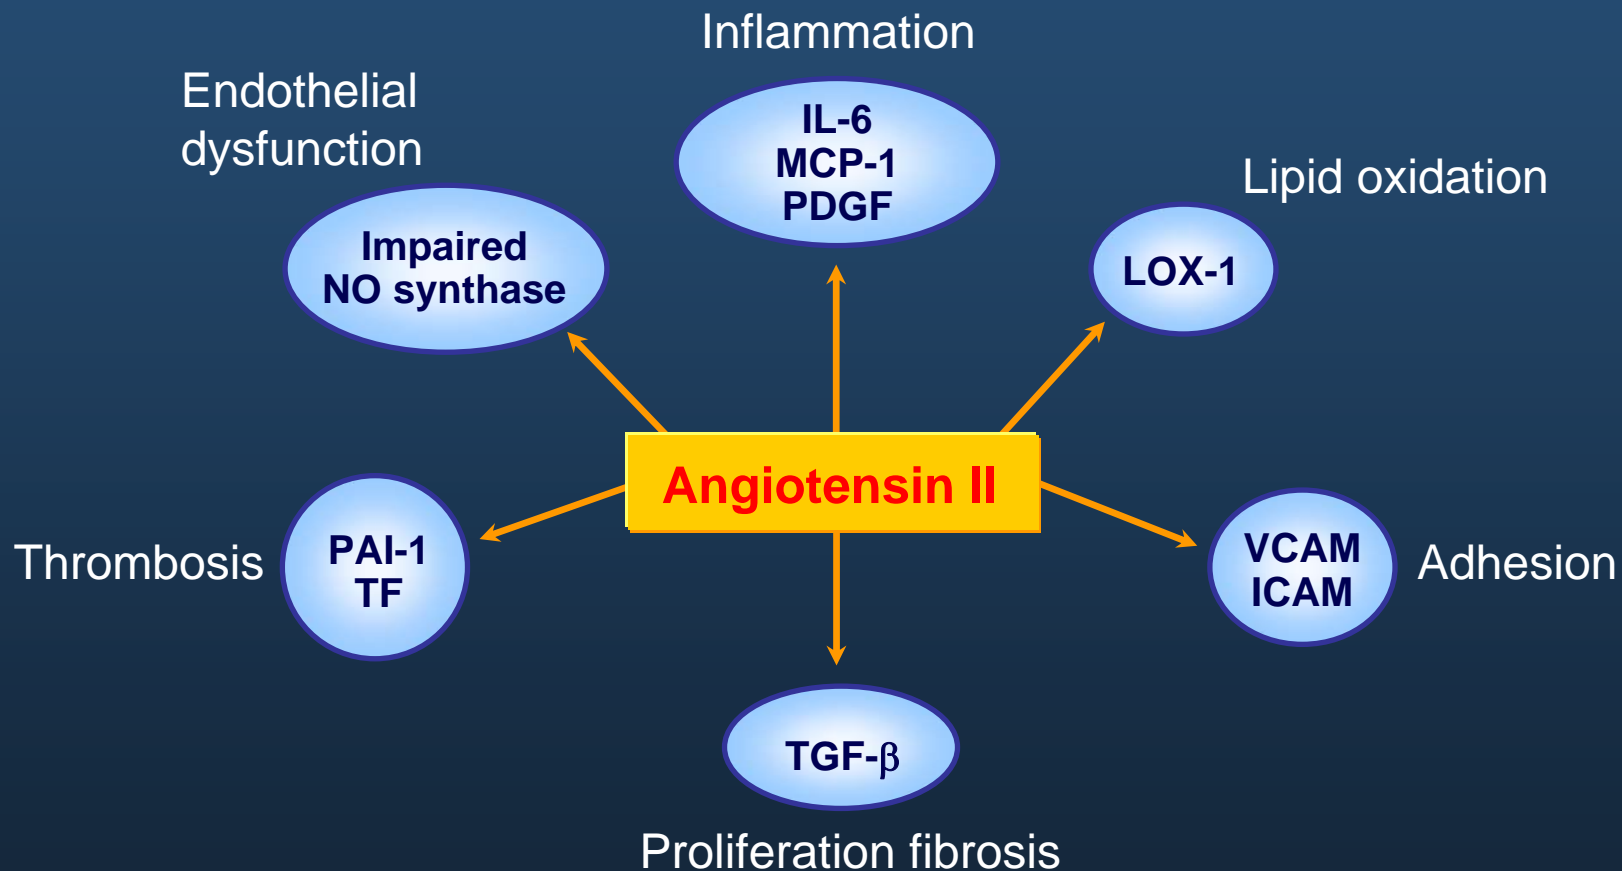 Inflammation
Endothelial
dysfunction
IL-6
MCP-1
PDGF
Lipid oxidation
Impaired
NO synthase
LOX-1
Angiotensin II
Thrombosis
PAI-1
TF
VCAM
ICAM
Adhesion
TGF-β
Proliferation fibrosis